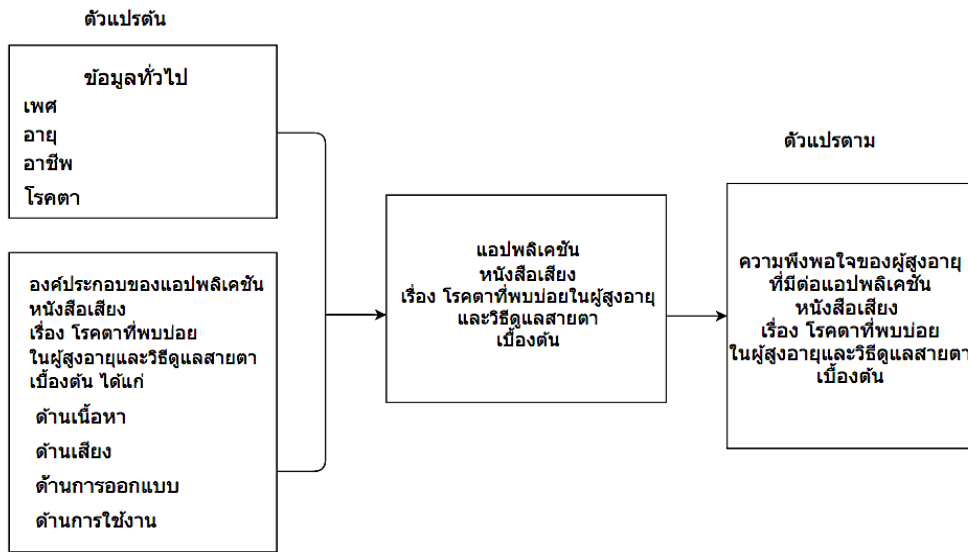 ตัวแปรต้น
ข้อมูลทั่วไป
เพศ
อายุ
อาชีพ
โรคตา
องค์ประกอบของแอปพลิเคชัน
หนังสือเสียง
เรื่อง โรคตาที่พบบ่อย
ในผู้สูงอายุและวิธีดูแลสายตา
เบื้องต้น ได้แก่
ด้านเนื้อหา
ด้านเสียง
ด้านการออกแบบ
ด้านการใช้งาน
แอปพลิเคชัน
หนังสือเสียง
เรื่อง โรคตาที่พบบ่อยในผู้สูงอายุ
และวิธีดูแลสายตา
เบื้องต้น
ตัวแปรตาม
ความพึงพอใจของผู้สูงอายุ
ที่มีต่อแอปพลิเคชัน
หนังสือเสียง
เรื่อง โรคตาที่พบบ่อย
ในผู้สูงอายุและวิธีดูแลสายตา
เบื้องต้น